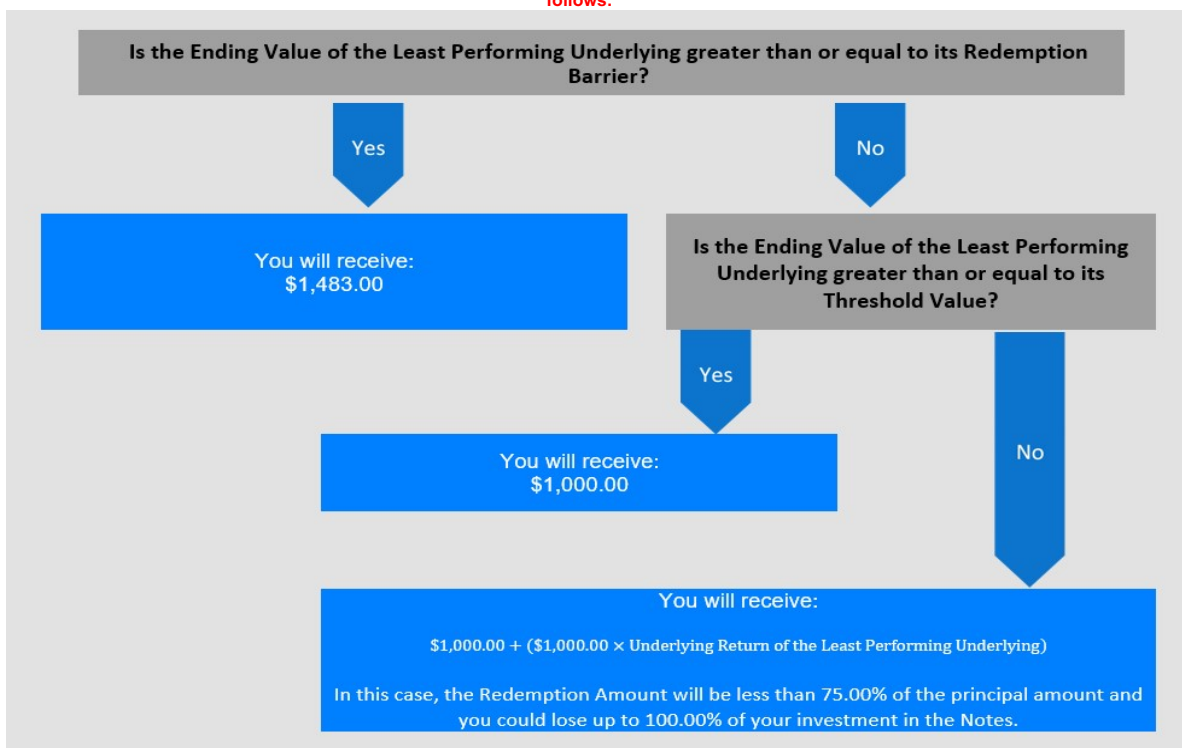 follows:
Is the Ending Value of the Least Performing Underlying greater than or equal to its Redemption
Barrier?
Yes
No
You will receive:
$1,483.00
Is the Ending Value of the Least Performing
Underlying greater than or equal to its
Threshold Value?
Yes
No
You will receive:
$1,000.00
You will receive:
$1,000.00 + ($1,000.00 × Underlying Return of the Least Performing Underlying)
In this case, the Redemption Amount will be less than 75.00% of the principal amount and
you could lose up to 100.00% of your investment in the Notes.